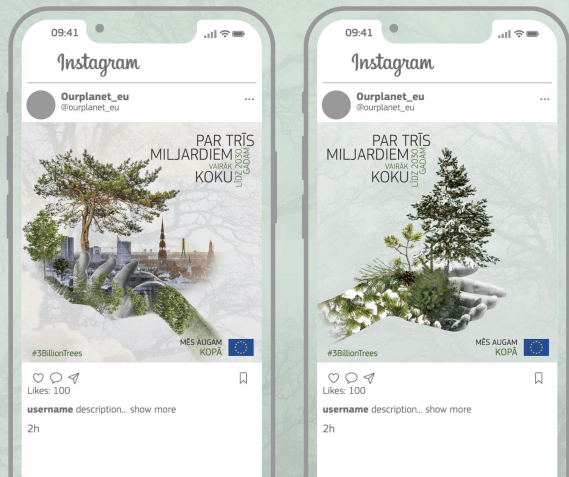 09:41
Instagram
Ourplanet_eu
@ourplanet_eu
PAR TRĪS
MILJARDIEM
VAIRĀK
KOKU
LĪDZ 2030.
GADAM
#3BillionTrees
MĒS AUGAM
KOPĀ
Likes: 100
username description... show more
2h
09:41
Instagram
Ourplanet_eu
@ourplanet_eu
PAR TRĪS
MILJARDIEM
VAIRĀK
KOKU
LĪDZ 2030.
GADAM
#3BillionTrees
MĒS AUGAM
KOPĀ
Likes: 100
username description... show more
2h